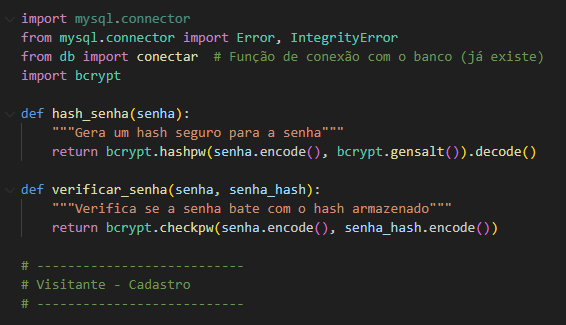 import mysql.connector
from mysql.connector import Error, IntegrityError
from db import conectar  # Função de conexão com o banco (já existe)
import bcrypt
def hash_senha(senha):
    """Gera um hash seguro para a senha"""
    return bcrypt.hashpw(senha.encode(), bcrypt.gensalt()).decode()
def verificar_senha(senha, senha_hash):
    """Verifica se a senha bate com o hash armazenado"""
    return bcrypt.checkpw(senha.encode(), senha_hash.encode())
# ---------------------------
# Visitante - Cadastro
# ---------------------------